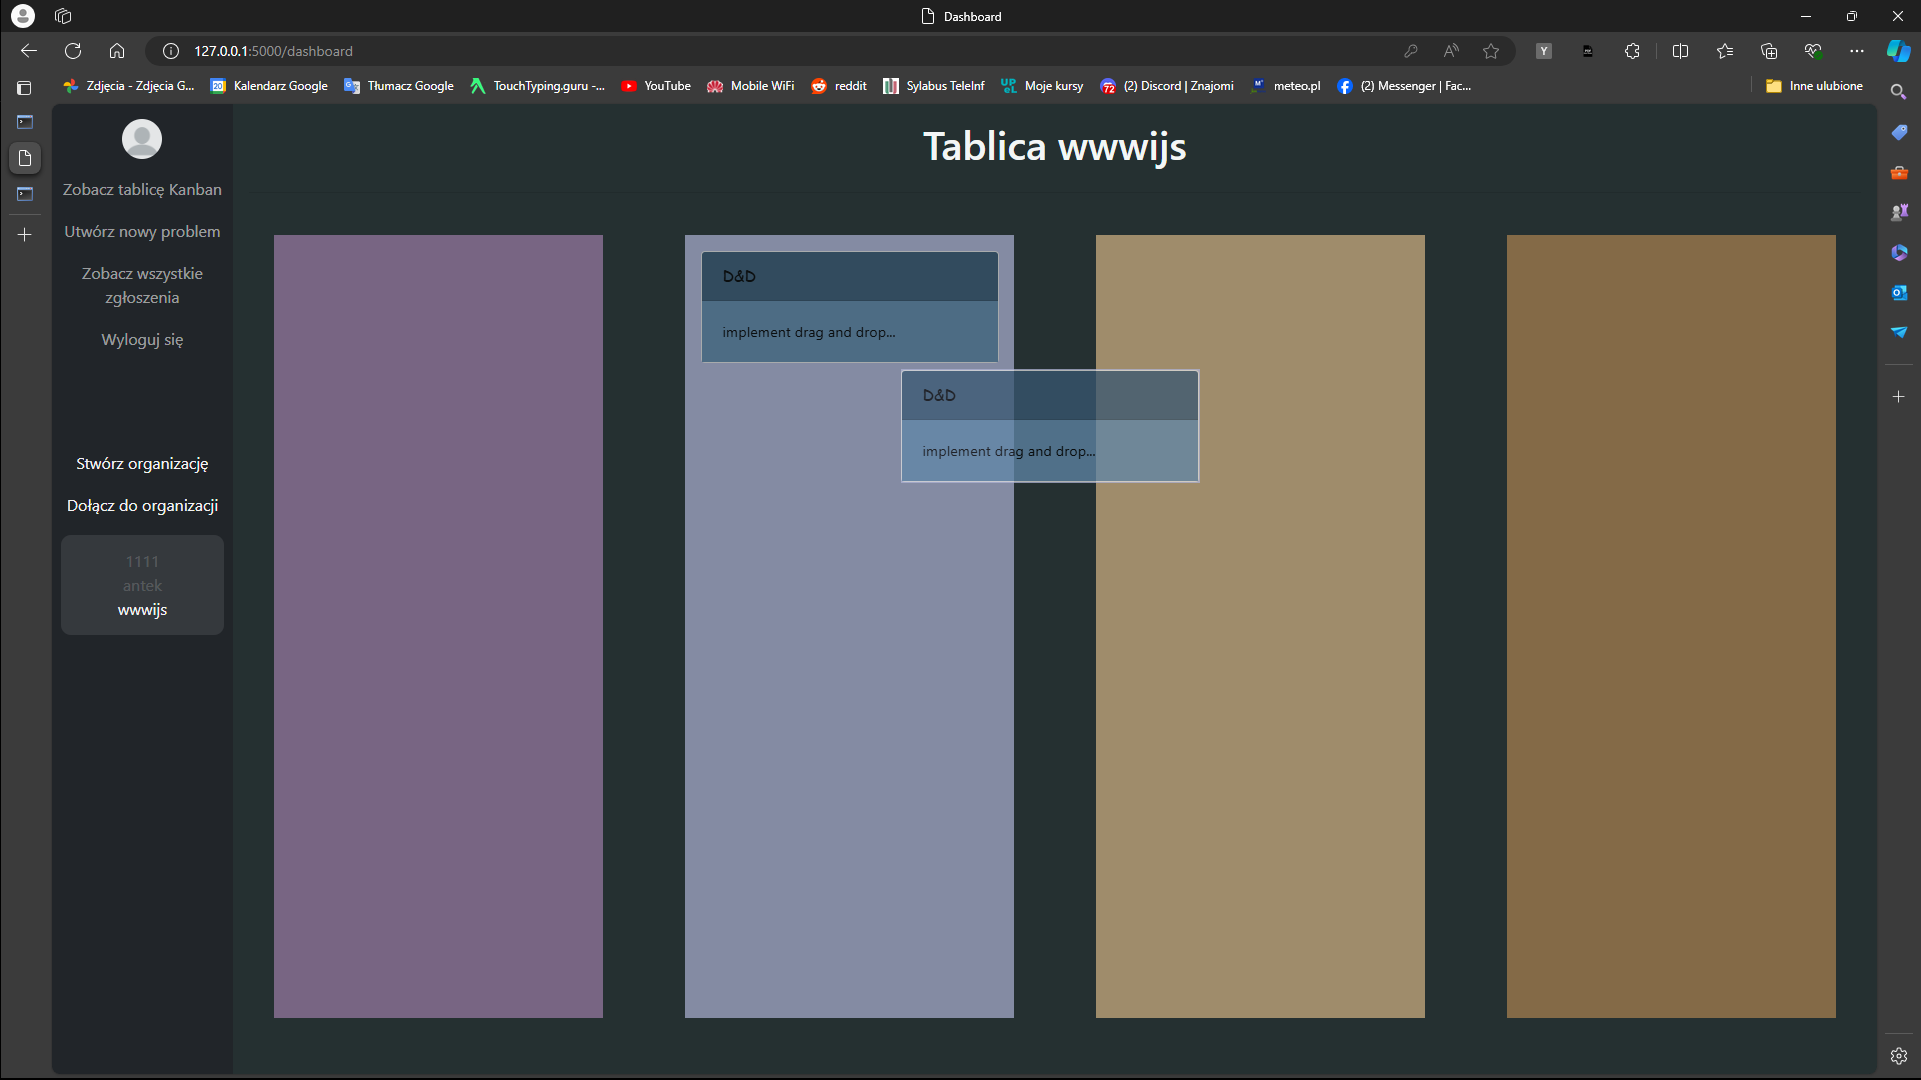 Dashboard
127.0.0.1:5000/dashboard
Zdjęcia - Zdjęcia G...
Kalendarz Google
Tłumacz Google
TouchTyping.guru -...
YouTube
Mobile WiFi
reddit
Sylabus TeleInf
Moje kursy
(2) Discord | Znajomi
meteo.pl
(2) Messenger | Fac...
Inne ulubione
Zobacz tablicę Kanban
Utwórz nowy problem
Zobacz wszystkie
zgłoszenia
Wyloguj się
Stwórz organizację
Dołącz do organizacji
1111
antek
wwwijs
Tablica wwwijs
D&D
implement drag and drop...
D&D
implement drag and drop...